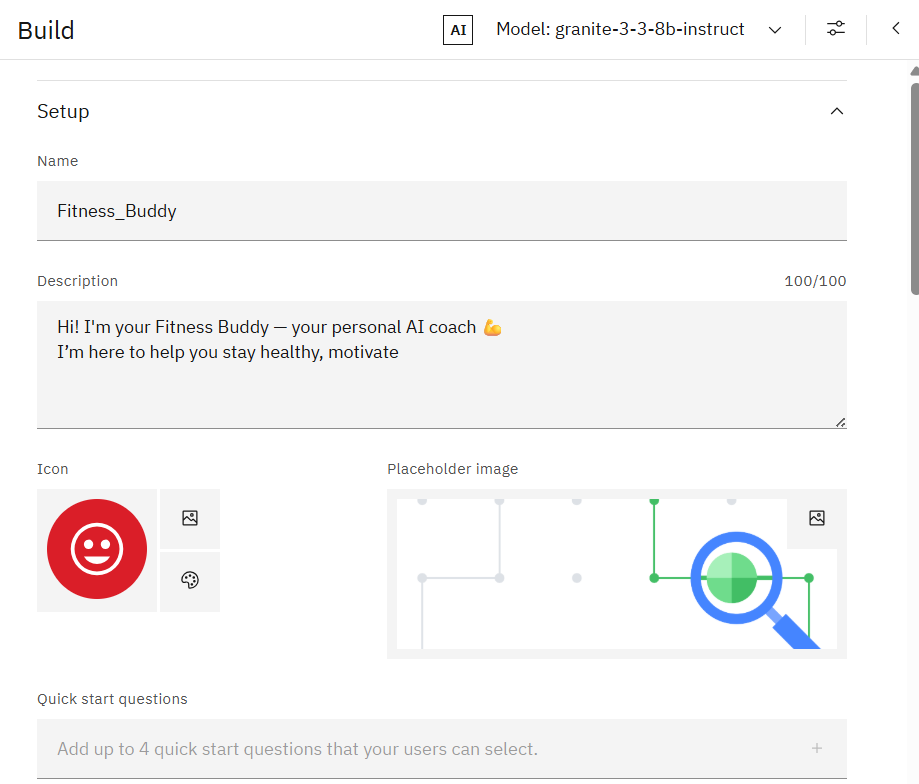 Build
AI
Model: granite-3-3-8b-instruct
Setup
Name
Fitness_Buddy
Description
100/100
Hi! I'm your Fitness Buddy — your personal AI coach 💪
I’m here to help you stay healthy, motivate
Icon
Placeholder image
Quick start questions
Add up to 4 quick start questions that your users can select.